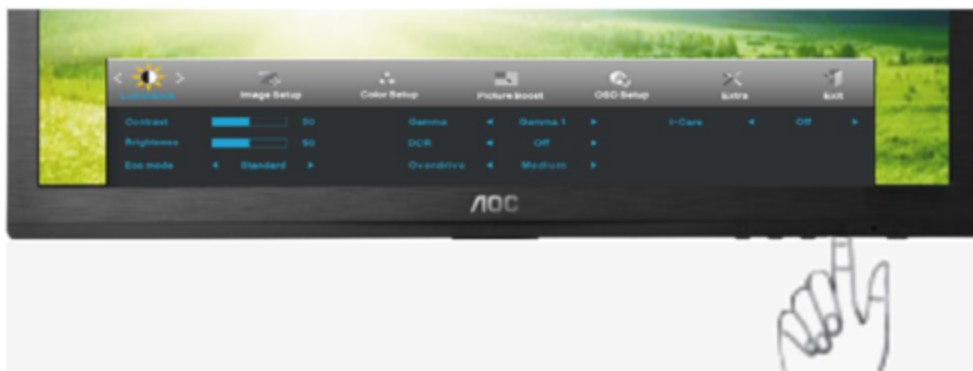 Luminance
Image Setup
Color Setup
Picture Boost
OSD Setup
Extra
Exit
Contrast 50 Gamma Gamma 1 i-Care Off
Brightness 50 DCR Off
Eco mode Standard Overdrive Medium
AOC